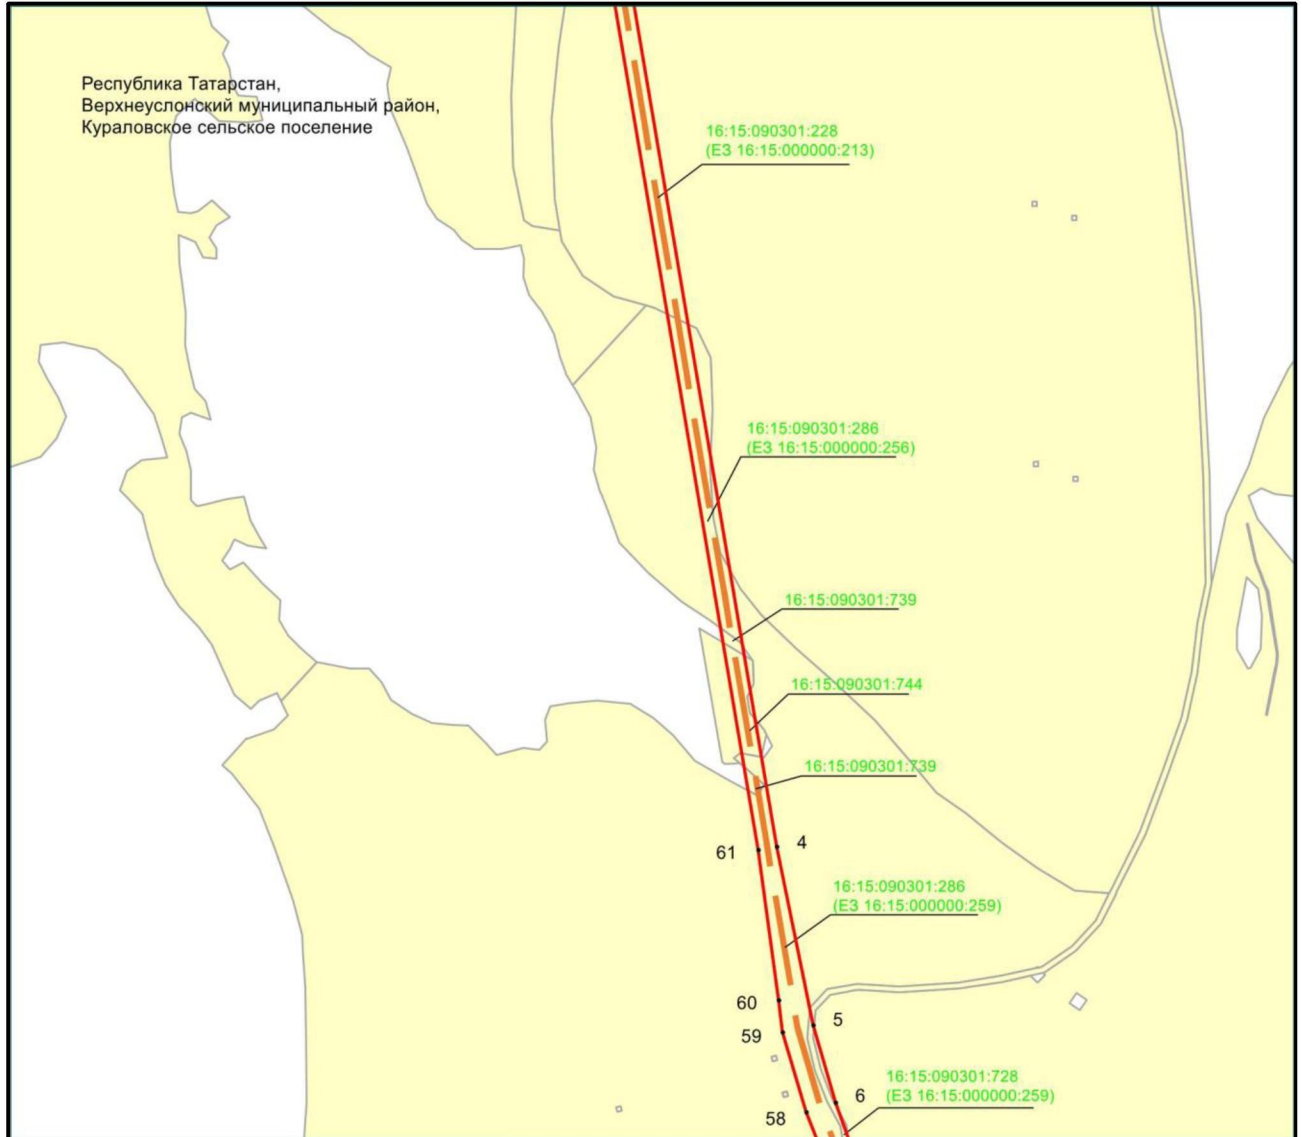 Республика Татарстан,
Верхнеуслонский муниципальный район,
Кураловское сельское поселение
16:15:090301:228
(ЕЗ 16:15:000000:213)
16:15:090301:286
(ЕЗ 16:15:000000:256)
16:15:090301:739
16:15:090301:744
16:15:090301:739
61
4
16:15:090301:286
(ЕЗ 16:15:000000:259)
60
5
59
16:15:090301:728
(ЕЗ 16:15:000000:259)
6
58